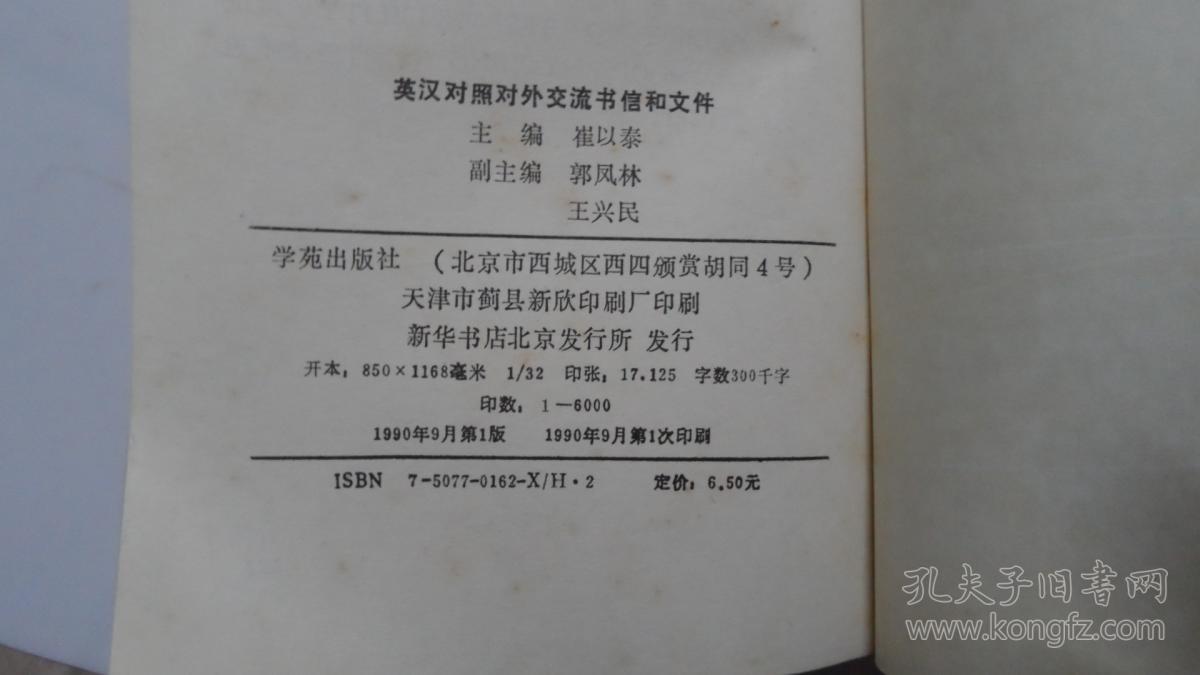 英汉对照对外交流书信和文件
主 编 崔以泰
副主编 郭凤林
王兴民
学苑出版社 （北京市西城区西四颁赏胡同4号）
天津市蓟县新欣印刷厂印刷
新华书店北京发行所 发行
开本：850×1168毫米 1/32 印张：17.125 字数300千字
印数：1—6000
1990年9月第1版 1990年9月第1次印刷
ISBN 7-5077-0162-X/H·2 定价：6.50元
孔夫子旧书网
www.kongfz.com